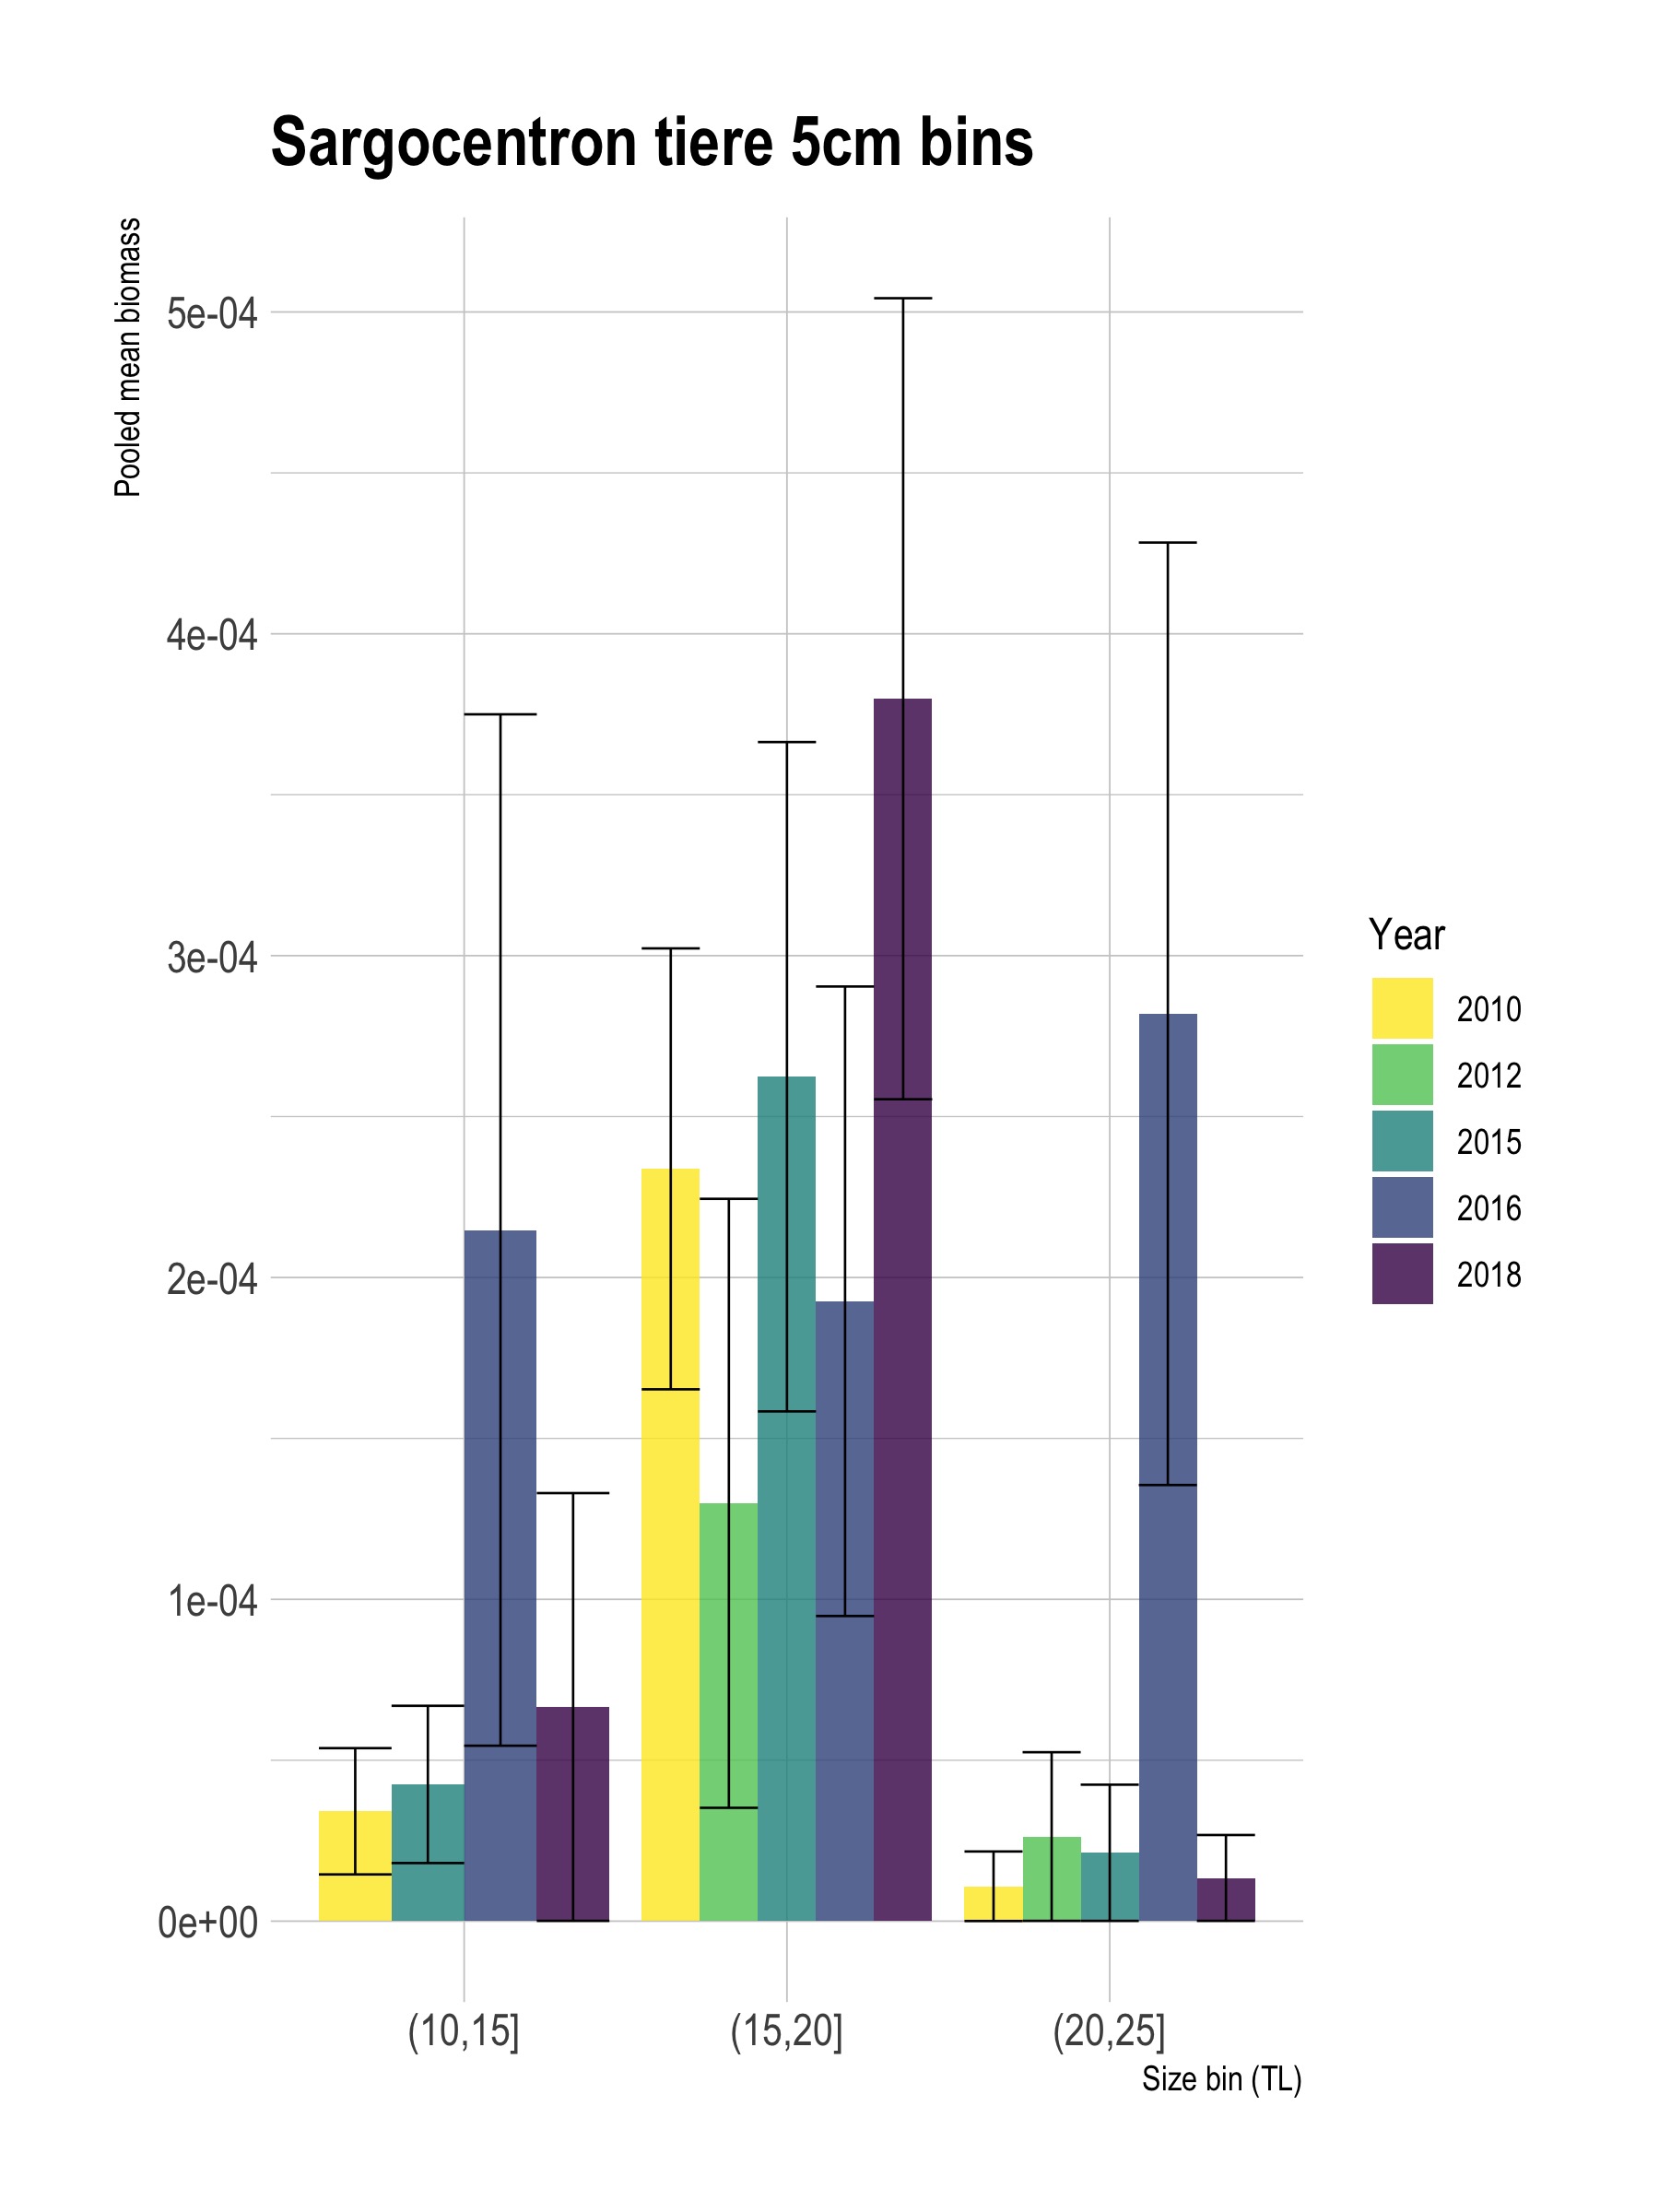 Sargocentron tiere 5cm bins
Pooled mean biomass
5e-04
4e-04
3e-04
2e-04
1e-04
0e+00
(10,15]
(15,20]
(20,25]
Size bin (TL)
Year
2010
2012
2015
2016
2018